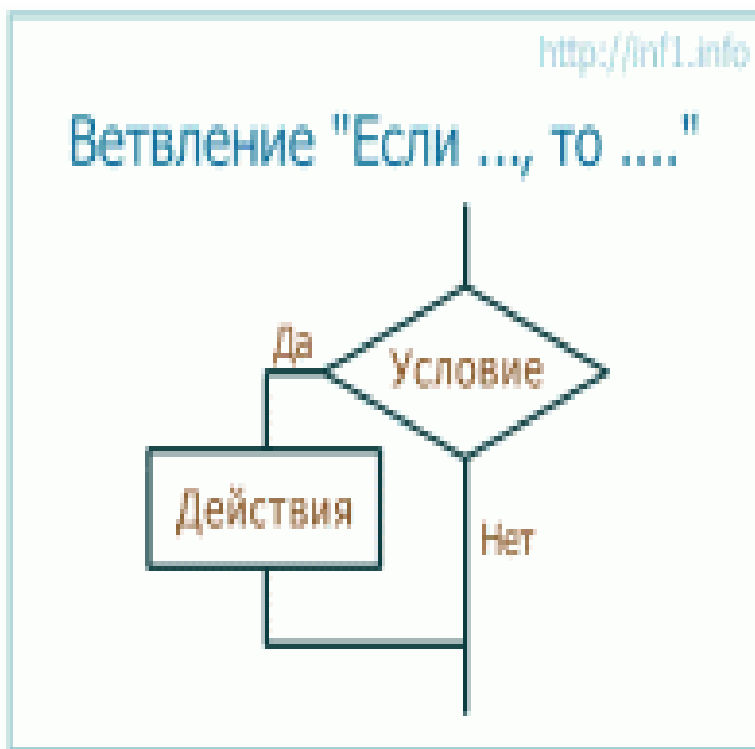 http://inf1.info
Ветвление "Если ..., то ...."
Да
Условие
Действия
Нет